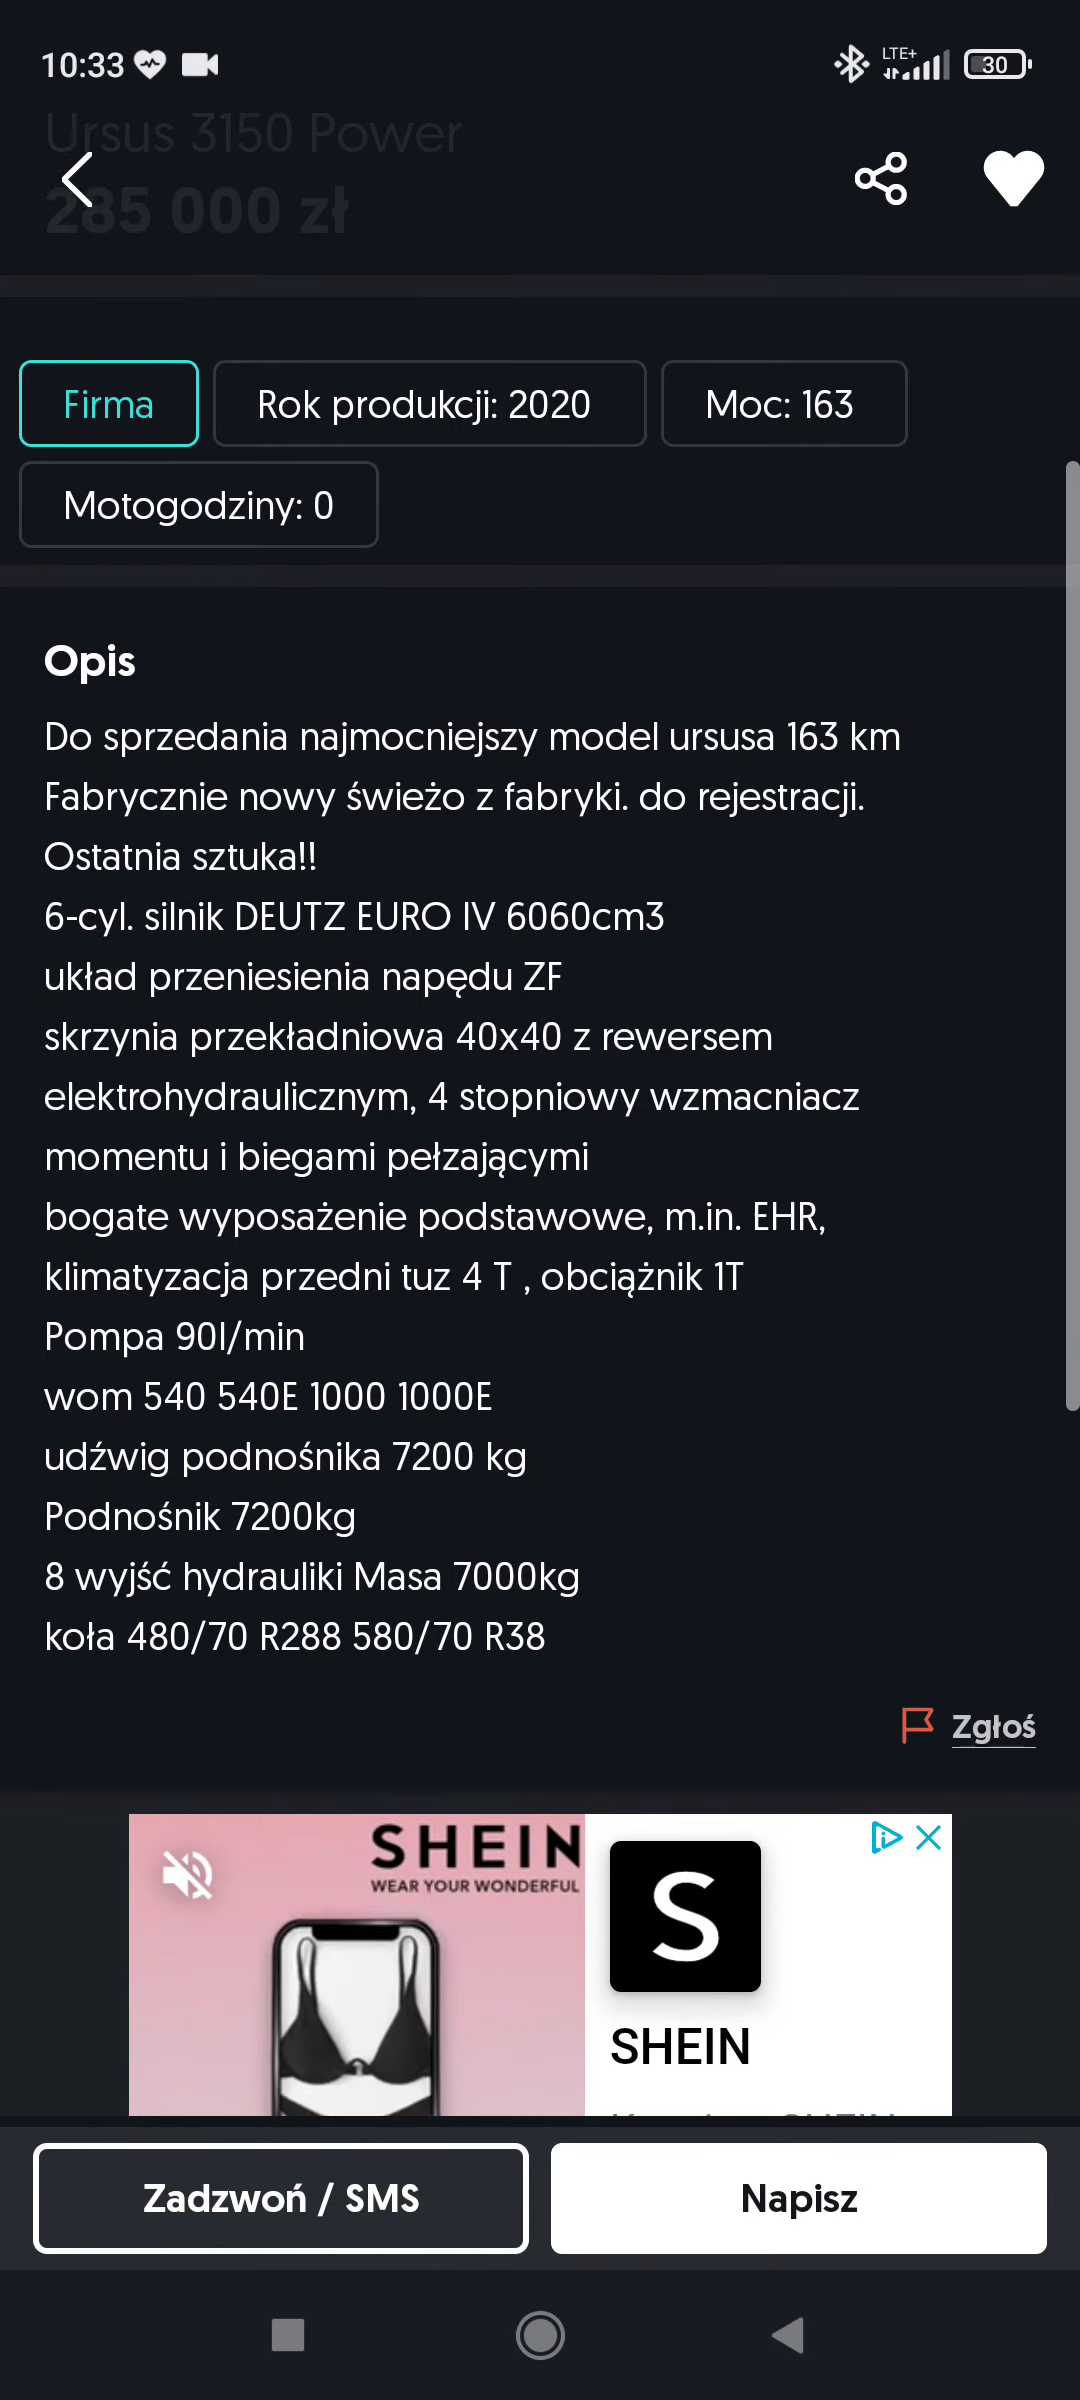 10:33
LTE+
30
Ursus 3150 Power
285 000 zł
Firma
Rok produkcji: 2020
Moc: 163
Motogodziny: 0
Opis
Do sprzedania najmocniejszy model ursusa 163 km
Fabrycznie nowy świeżo z fabryki. do rejestracji.
Ostatnia sztuka!!
6-cyl. silnik DEUTZ EURO IV 6060cm3
układ przeniesienia napędu ZF
skrzynia przekładniowa 40x40 z rewersem
elektrohydraulicznym, 4 stopniowy wzmacniacz
momentu i biegami pełzającymi
bogate wyposażenie podstawowe, m.in. EHR,
klimatyzacja przedni tuz 4 T , obciążnik 1T
Pompa 90l/min
wom 540 540E 1000 1000E
udźwig podnośnika 7200 kg
Podnośnik 7200kg
8 wyjść hydrauliki Masa 7000kg
koła 480/70 R288 580/70 R38
Zgłoś
SHEIN
WEAR YOUR WONDERFUL
S
SHEIN
Zadzwoń / SMS
Napisz